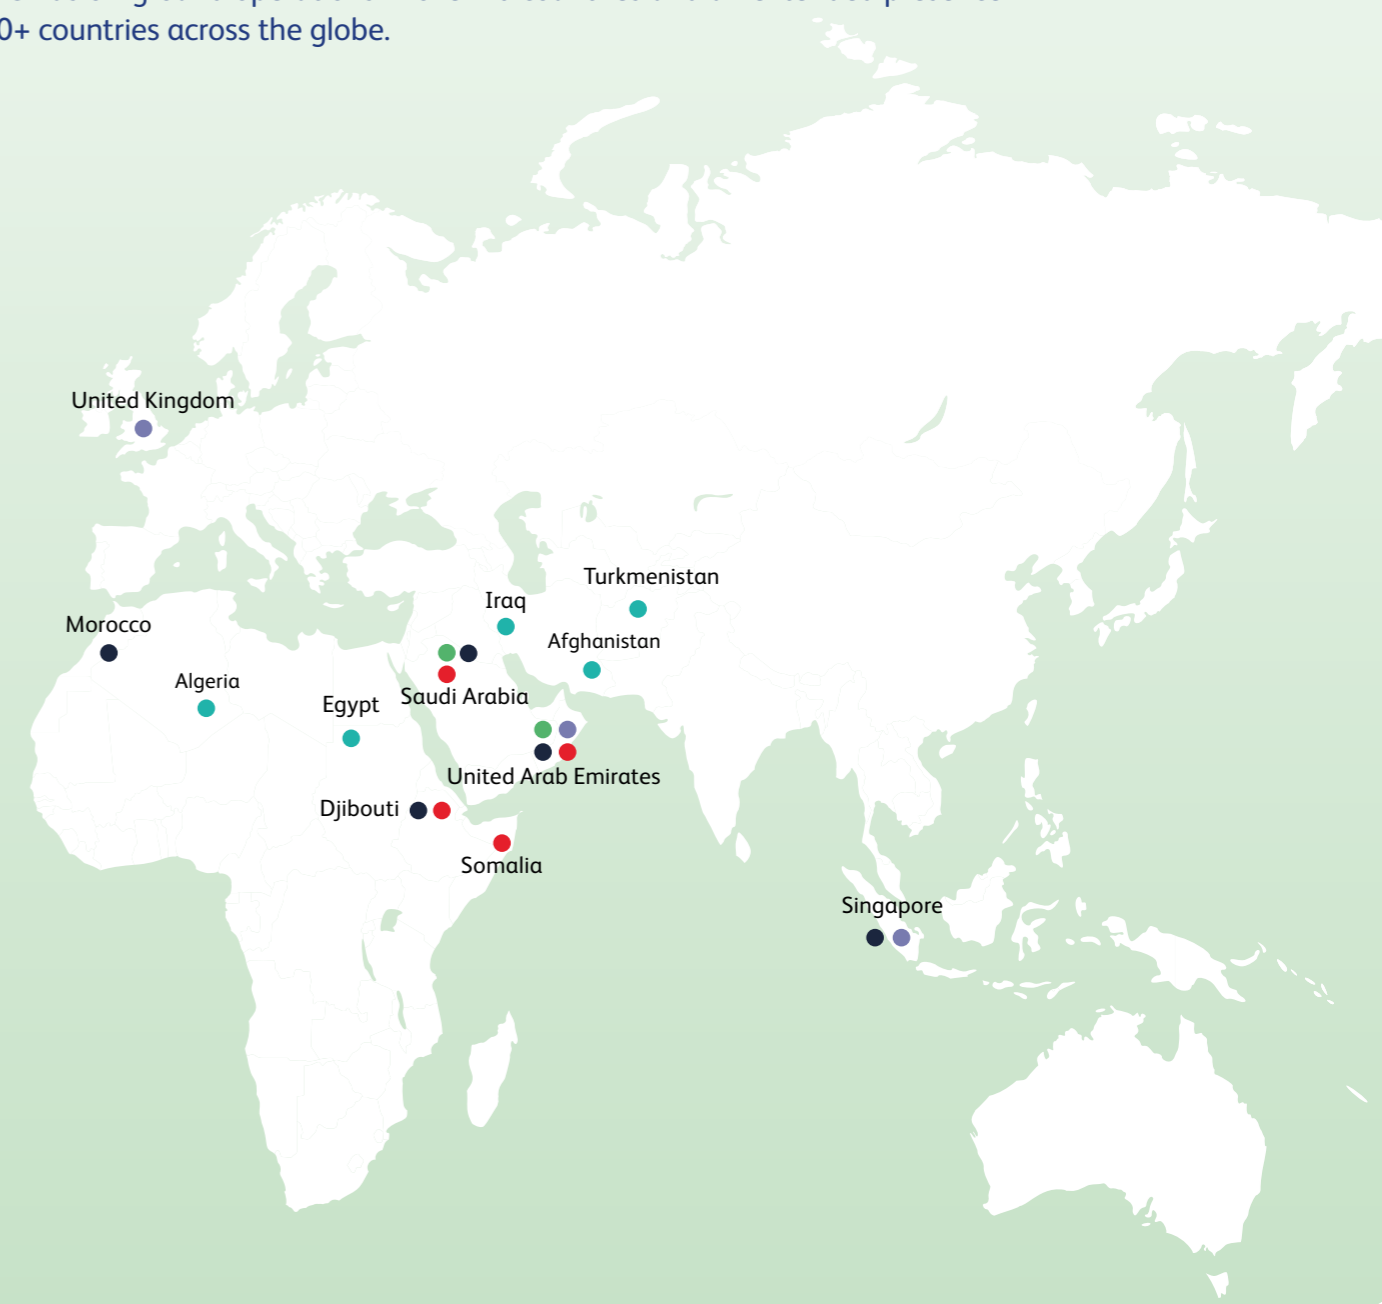 0+ countries across the globe.
United Kingdom
Turkmenistan
Iraq
Morocco
Afghanistan
Algeria
Saudi Arabia
Egypt
United Arab Emirates
Djibouti
Somalia
Singapore